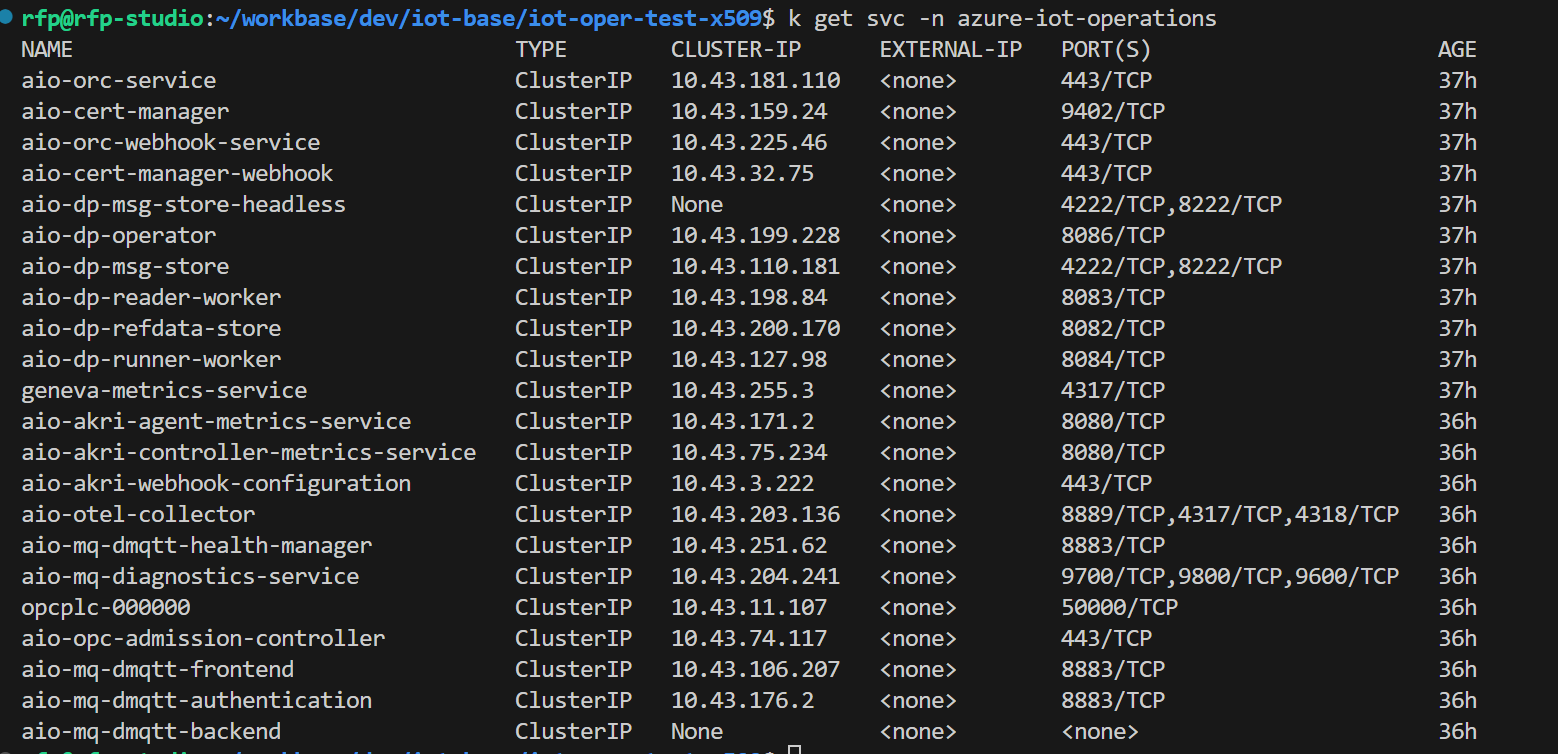 rfp@rfp-studio:~/workbase/dev/iot-base/iot-oper-test-x509$ k get svc -n azure-iot-operations
NAME TYPE CLUSTER-IP EXTERNAL-IP PORT(S) AGE
aio-orc-service ClusterIP 10.43.181.110 <none> 443/TCP 37h
aio-cert-manager ClusterIP 10.43.159.24 <none> 9402/TCP 37h
aio-orc-webhook-service ClusterIP 10.43.225.46 <none> 443/TCP 37h
aio-cert-manager-webhook ClusterIP 10.43.32.75 <none> 443/TCP 37h
aio-dp-msg-store-headless ClusterIP None <none> 4222/TCP,8222/TCP 37h
aio-dp-operator ClusterIP 10.43.199.228 <none> 8086/TCP 37h
aio-dp-msg-store ClusterIP 10.43.110.181 <none> 4222/TCP,8222/TCP 37h
aio-dp-reader-worker ClusterIP 10.43.198.84 <none> 8083/TCP 37h
aio-dp-refdata-store ClusterIP 10.43.200.170 <none> 8082/TCP 37h
aio-dp-runner-worker ClusterIP 10.43.127.98 <none> 8084/TCP 37h
geneva-metrics-service ClusterIP 10.43.255.3 <none> 4317/TCP 37h
aio-akri-agent-metrics-service ClusterIP 10.43.171.2 <none> 8080/TCP 36h
aio-akri-controller-metrics-service ClusterIP 10.43.75.234 <none> 8080/TCP 36h
aio-akri-webhook-configuration ClusterIP 10.43.3.222 <none> 443/TCP 36h
aio-otel-collector ClusterIP 10.43.203.136 <none> 8889/TCP,4317/TCP,4318/TCP 36h
aio-mq-dmqtt-health-manager ClusterIP 10.43.251.62 <none> 8883/TCP 36h
aio-mq-diagnostics-service ClusterIP 10.43.204.241 <none> 9700/TCP,9800/TCP,9600/TCP 36h
opcplc-000000 ClusterIP 10.43.11.107 <none> 50000/TCP 36h
aio-opc-admission-controller ClusterIP 10.43.74.117 <none> 443/TCP 36h
aio-mq-dmqtt-frontend ClusterIP 10.43.106.207 <none> 8883/TCP 36h
aio-mq-dmqtt-authentication ClusterIP 10.43.176.2 <none> 8883/TCP 36h
aio-mq-dmqtt-backend ClusterIP None <none> <none> 36h